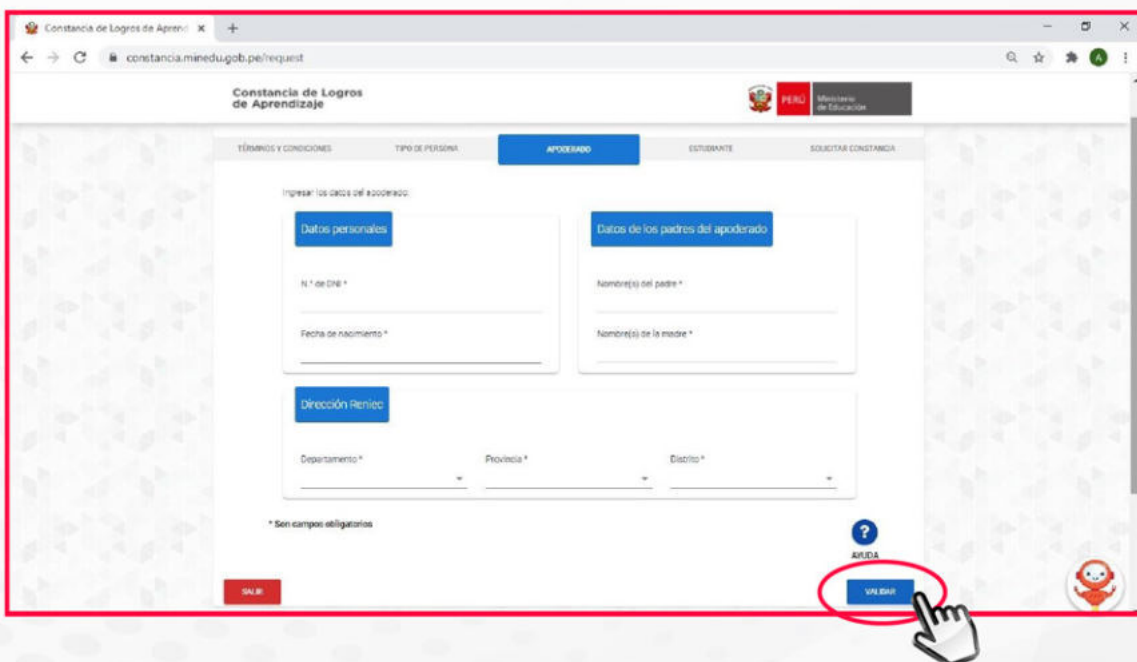 Constancia de Logros de Aprend
constancia.minedu.gob.pe/request
A
Constancia de Logros
de Aprendizaje
PERÚ
Ministerio
de Educación
TÉRMINOS Y CONDICIONES
TIPO DE PERSONA
APODERADO
ESTUDIANTE
SOLICITAR CONSTANCIA
Ingresar los datos del apoderado:
Datos personales
N.° de DNI *
Fecha de nacimiento *
Datos de los padres del apoderado
Nombre(s) del padre *
Nombre(s) de la madre *
Dirección Reniec
Departamento *
Provincia *
Distrito *
* Son campos obligatorios
?
AYUDA
SALIR
VALIDAR